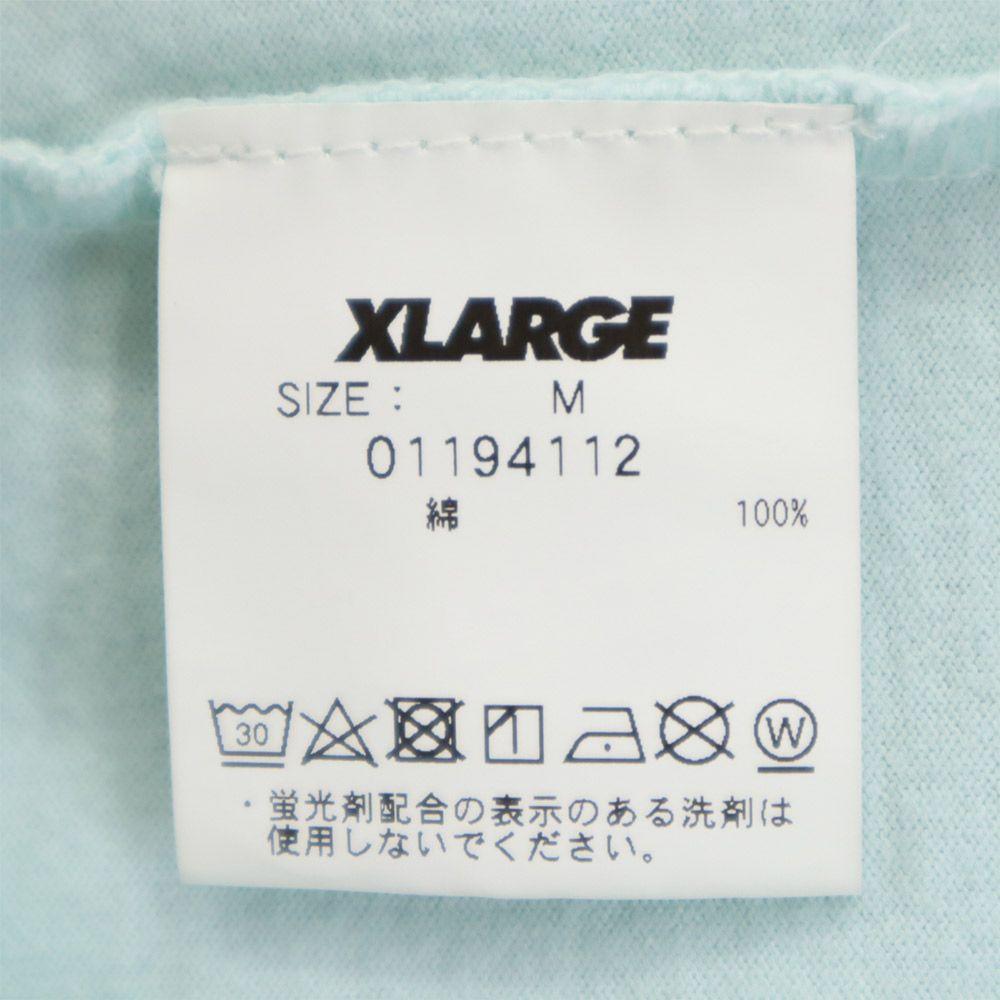 XLARGE
SIZE : M
01194112
綿 100%
30 W
・蛍光剤配合の表示のある洗剤は
使用しないでください。